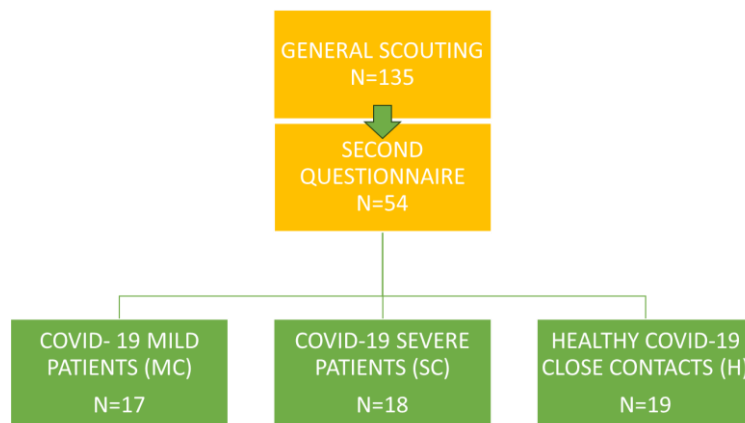 GENERAL SCOUTING
N=135
SECOND
QUESTIONNAIRE
N=54
COVID- 19 MILD
PATIENTS (MC)
N=17
COVID-19 SEVERE
PATIENTS (SC)
N=18
HEALTHY COVID-19
CLOSE CONTACTS (H)
N=19